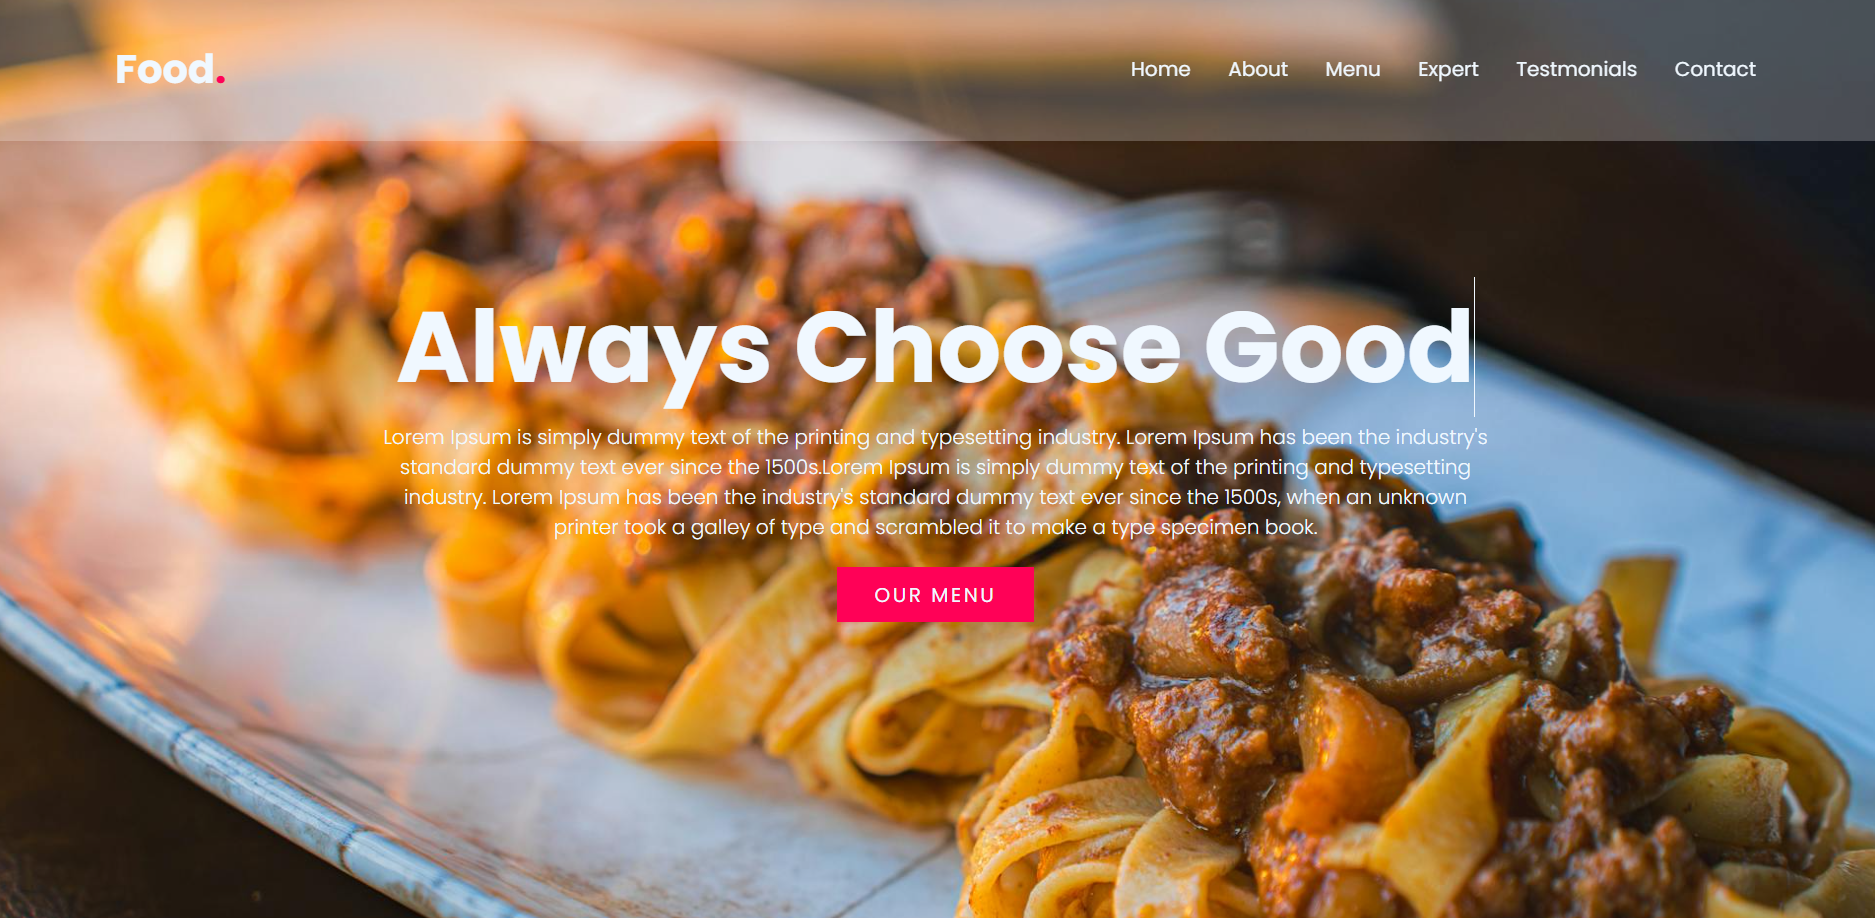 Food.
Home About Menu Expert Testmonials Contact
Always Choose Good
Lorem Ipsum is simply dummy text of the printing and typesetting industry. Lorem Ipsum has been the industry's
standard dummy text ever since the 1500s.Lorem Ipsum is simply dummy text of the printing and typesetting
industry. Lorem Ipsum has been the industry's standard dummy text ever since the 1500s, when an unknown
printer took a galley of type and scrambled it to make a type specimen book.
OUR MENU